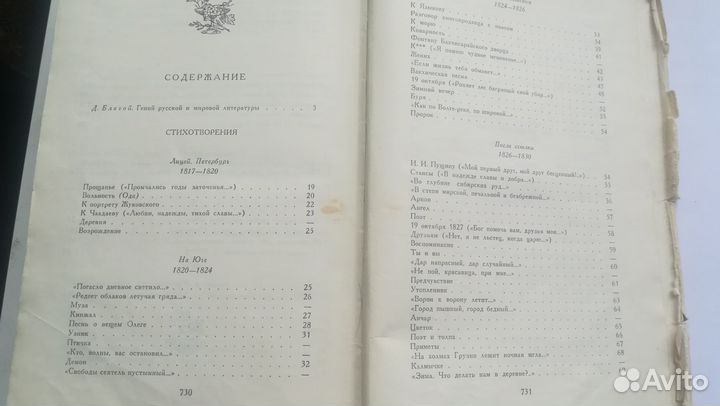 СОДЕРЖАНИЕ
Д. Благой. Гений русской и мировой литературы . . . . . 3
СТИХОТВОРЕНИЯ
Лицей. Петербург
1817—1820
Прощанье («Промчались годы заточенья...») 19
Вольность (Ода) 20
К портрету Жуковского 22
К Чаадаеву («Любви, надежды, тихой славы...») 23
Деревня —
Возрождение 25
На Юге
1820—1824
«Погасло дневное светило...» 25
«Редеет облаков летучая гряда...» 26
Муза —
Кинжал 27
Песнь о вещем Олеге 28
Узник 31
Птичка —
«Кто, волны, вас остановил...» —
Демон 32
«Свободы сеятель пустынный...» —
730
1824—1826
К Языкову 33
Разговор книгопродавца с поэтом
К морю
Коварность
Фонтану Бахчисарайского дворца
К*** («Я помню чудное мгновенье...»)
Жених
«Если жизнь тебя обманет...»
Вакхическая песня
19 октября («Роняет лес багряный свой убор...»)
Зимний вечер
Буря
«Как по Волге-реке, по широкой...»
Пророк 54
После ссылки
1826—1830
И. И. Пущину («Мой первый друг, мой друг бесценный!»)
Стансы («В надежде славы и добра...»)
«Во глубине сибирских руд...»
«В степи мирской, печальной и безбрежной...»
Арион
Ангел
Поэт
19 октября 1827 («Бог помочь вам, друзья мои...»)
Друзьям («Нет, я не льстец, когда царю...»)
Воспоминание
Ты и вы
«Дар напрасный, дар случайный...»
«Не пой, красавица, при мне...»
Предчувствие
Утопленник
«Ворон к ворону летит...»
«Город пышный, город бедный...»
Анчар
Цветок
Поэт и толпа
Приметы
«На холмах Грузии лежит ночная мгла...» 68
Калмычке —
«Зима. Что делать нам в деревне?..»
731
Avito